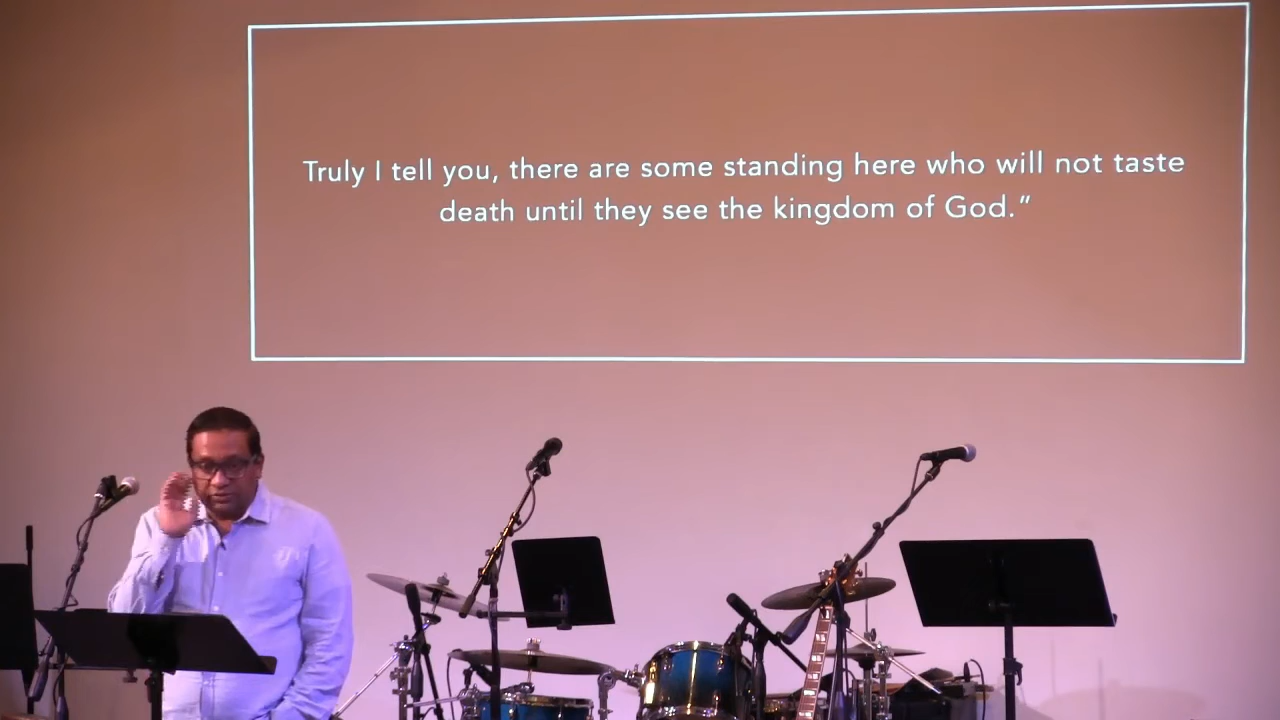 Truly I tell you, there are some standing here who will not taste
death until they see the kingdom of God.”